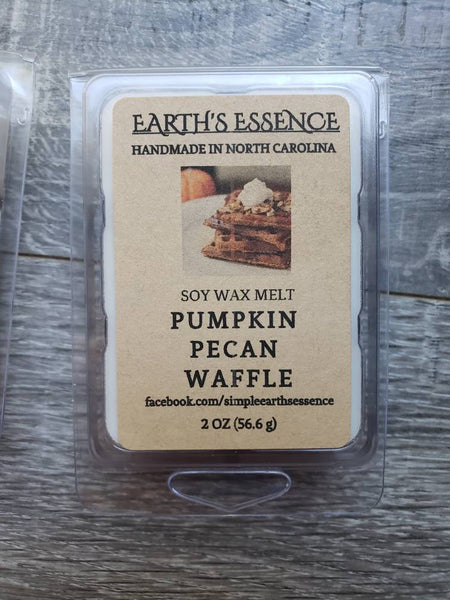 EARTH'S ESSENCE
HANDMADE IN NORTH CAROLINA
SOY WAX MELT
PUMPKIN
PECAN
WAFFLE
facebook.com/simpleearthsessence
2 OZ (56.6 g)